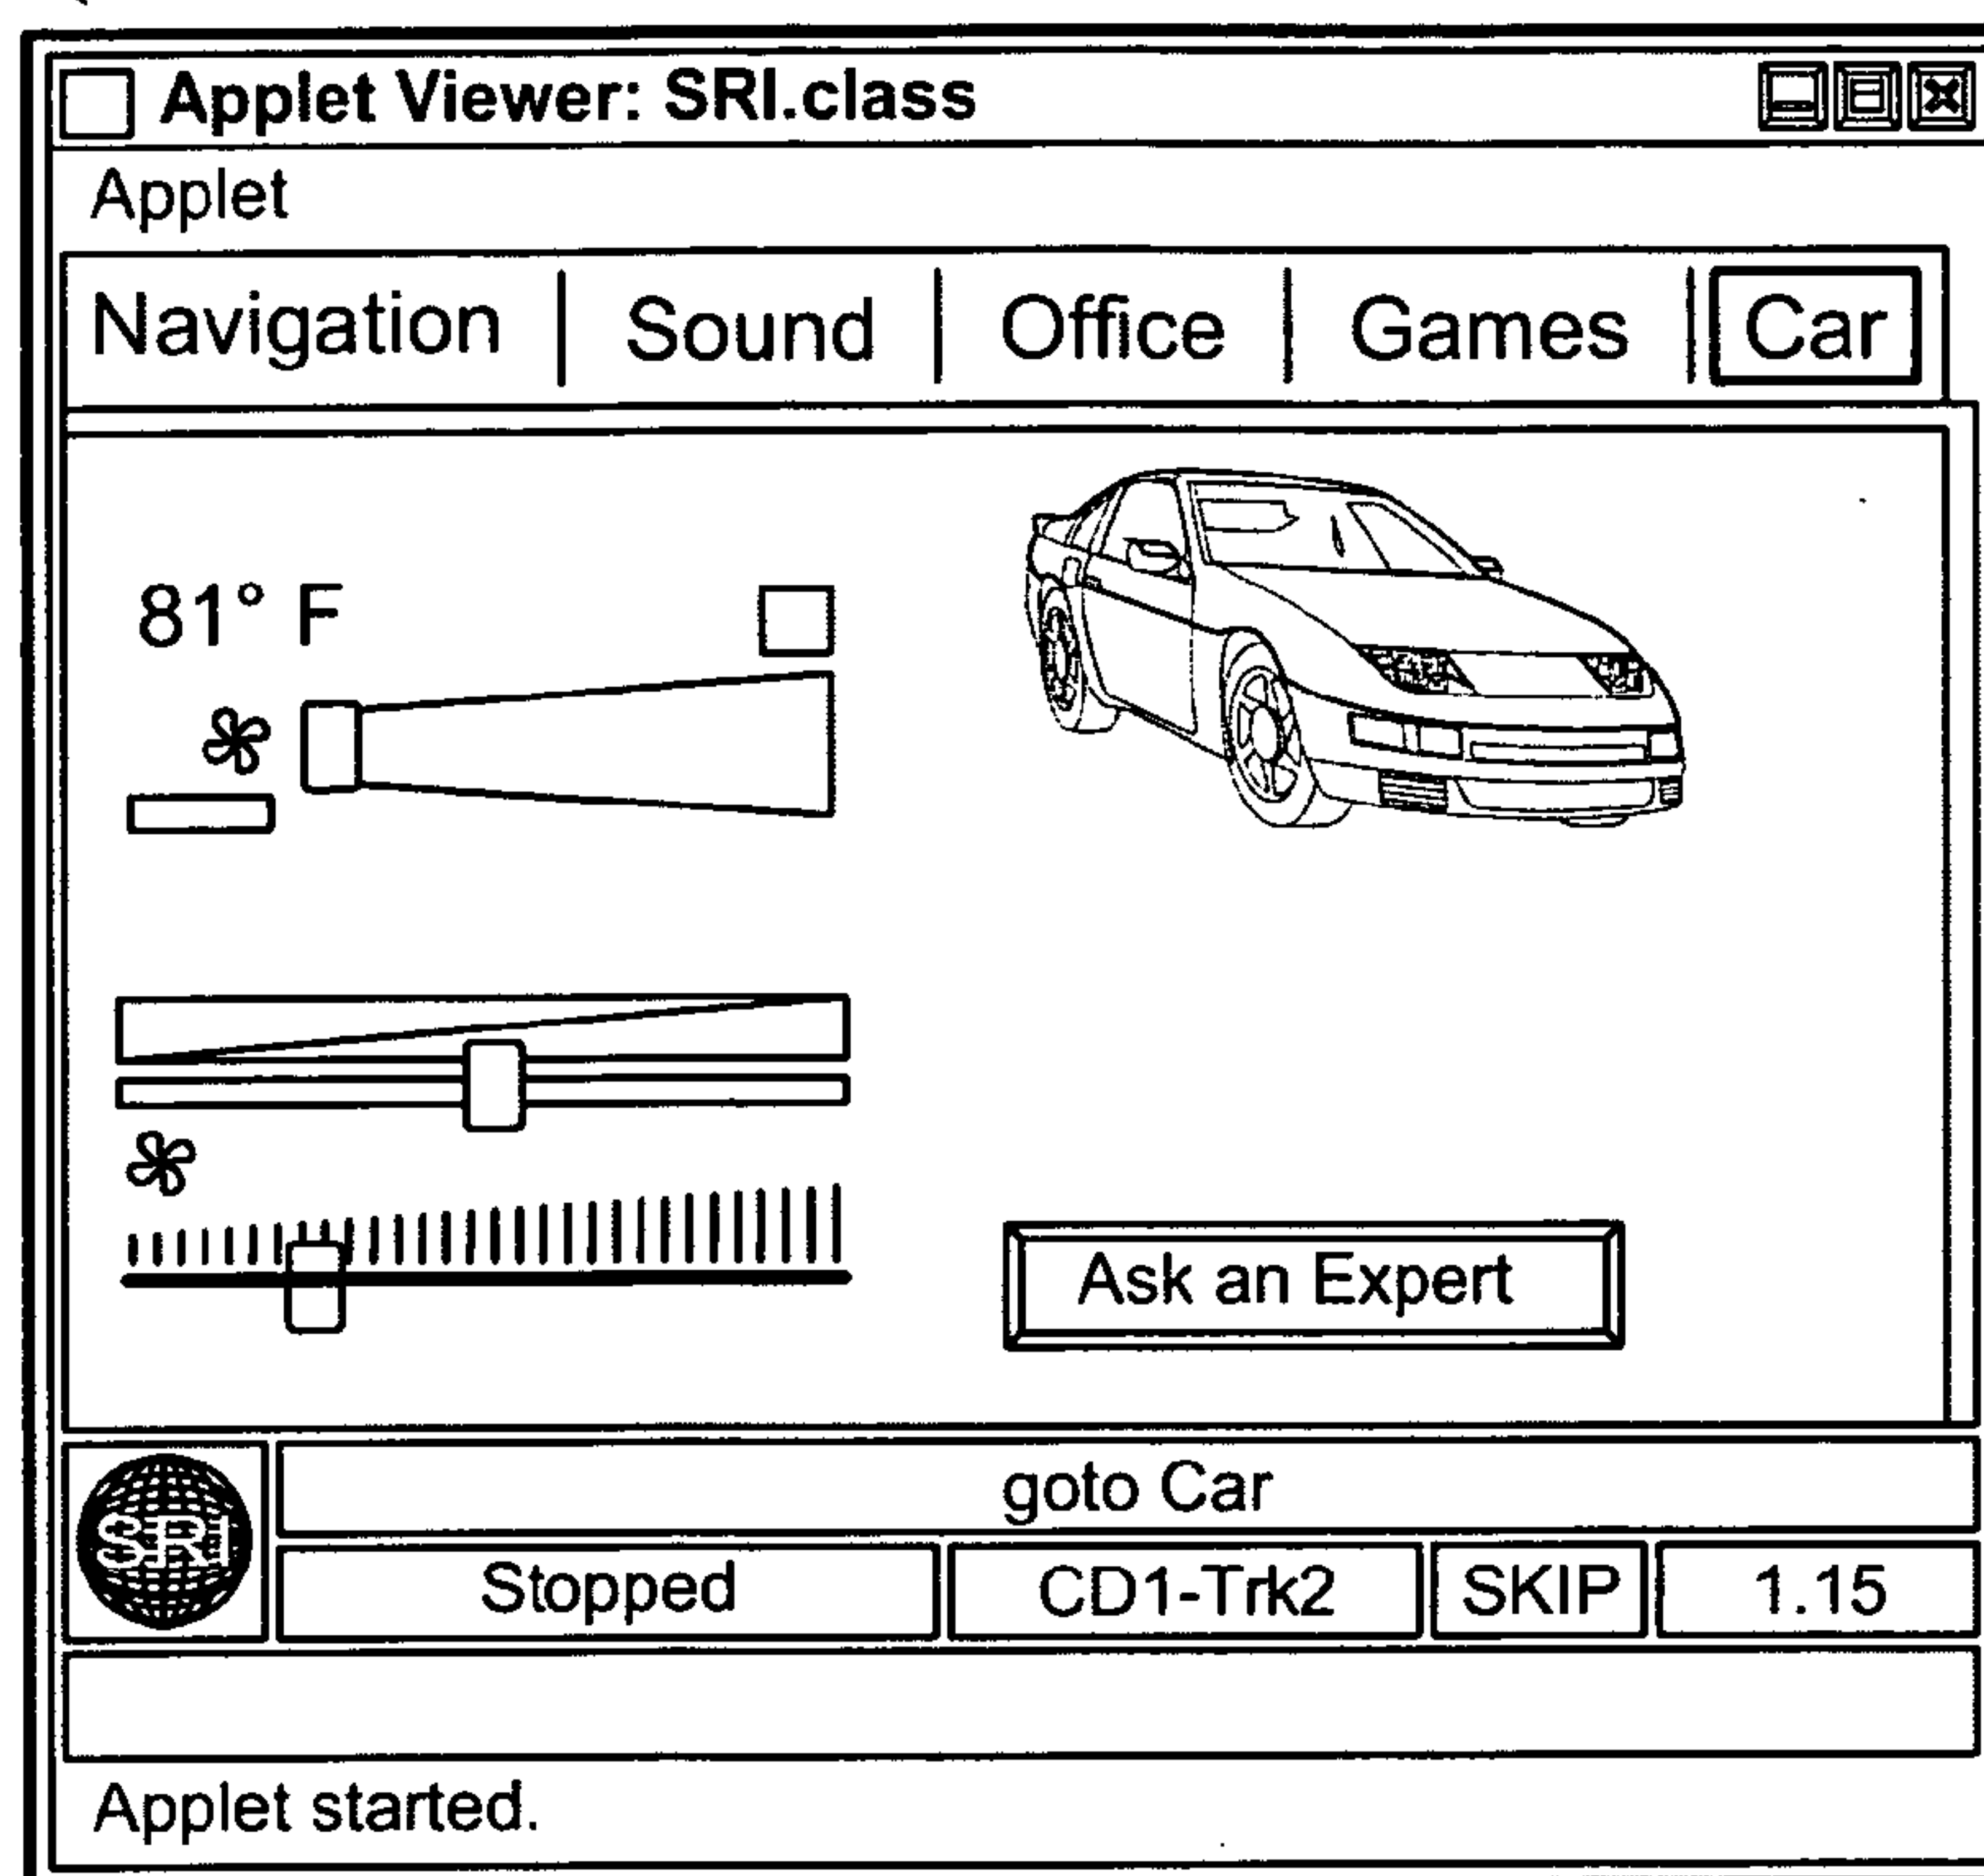 Applet Viewer: SRI.class
Applet
Navigation | Sound | Office | Games | Car
81° F
Ask an Expert
SRI
goto Car
Stopped CD1-Trk2 SKIP 1.15
Applet started.